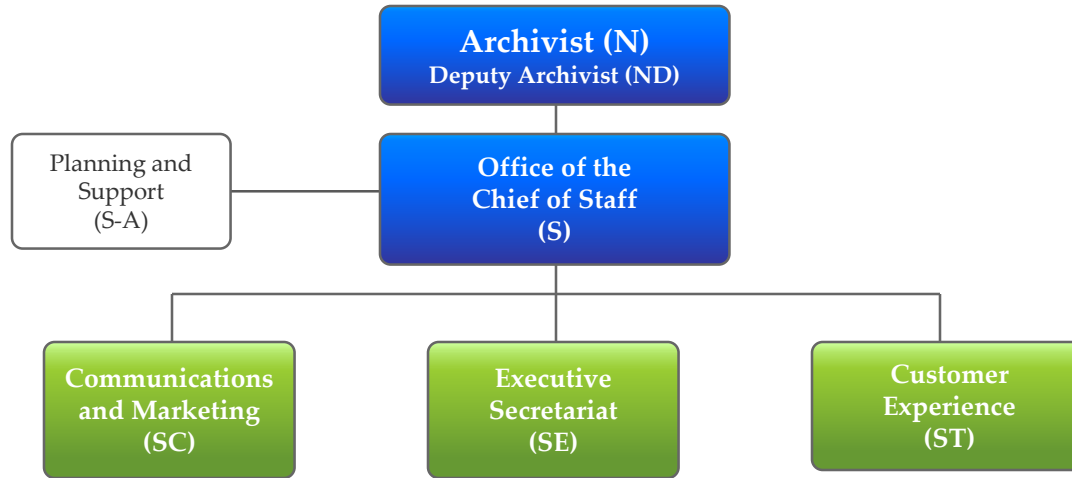 Archivist (N)
Deputy Archivist (ND)
Planning and
Support
(S-A)
Office of the
Chief of Staff
(S)
Communications
and Marketing
(SC)
Executive
Secretariat
(SE)
Customer
Experience
(ST)